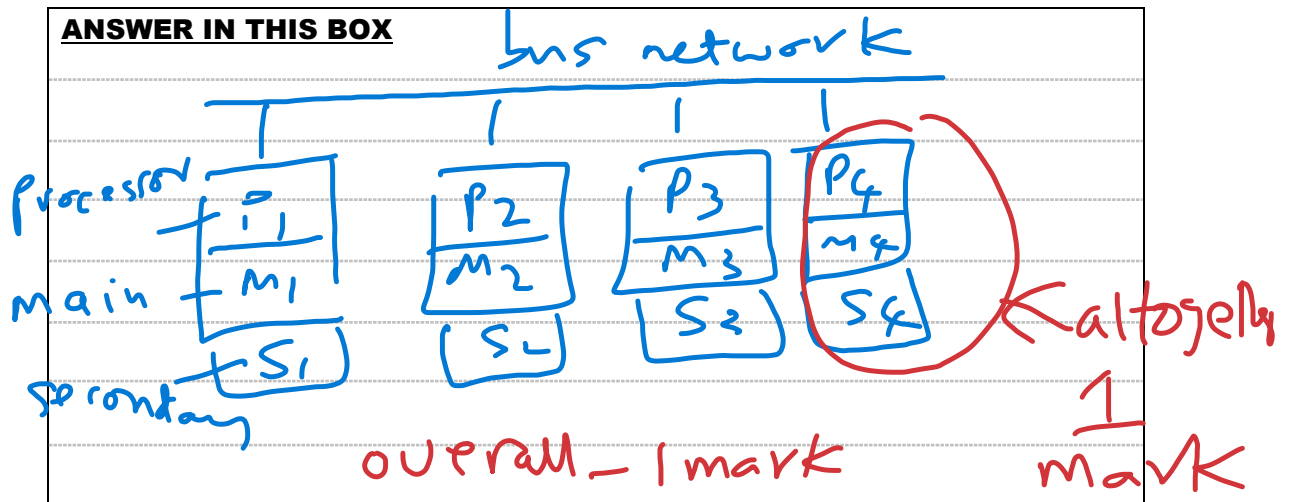 ANSWER IN THIS BOX
bus network
Processor
P1 P2 P3 P4
main
M1 M2 M3 M4
Secondary
S1 S2 S3 S4
altogether
1
mark
overall - 1 mark